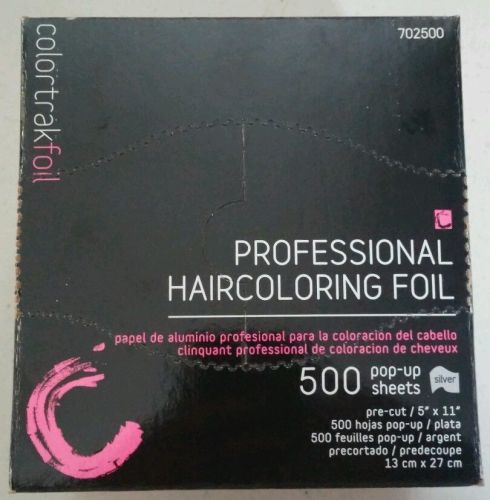 702500
colortrakfoil
PROFESSIONAL
HAIRCOLORING FOIL
papel de aluminio profesional para la coloración del cabello
clinquant professional de coloracion de cheveux
500 pop-up sheets
silver
pre-cut / 5" x 11"
500 hojas pop-up / plata
500 feuilles pop-up / argent
precortado / predecoupe
13 cm x 27 cm